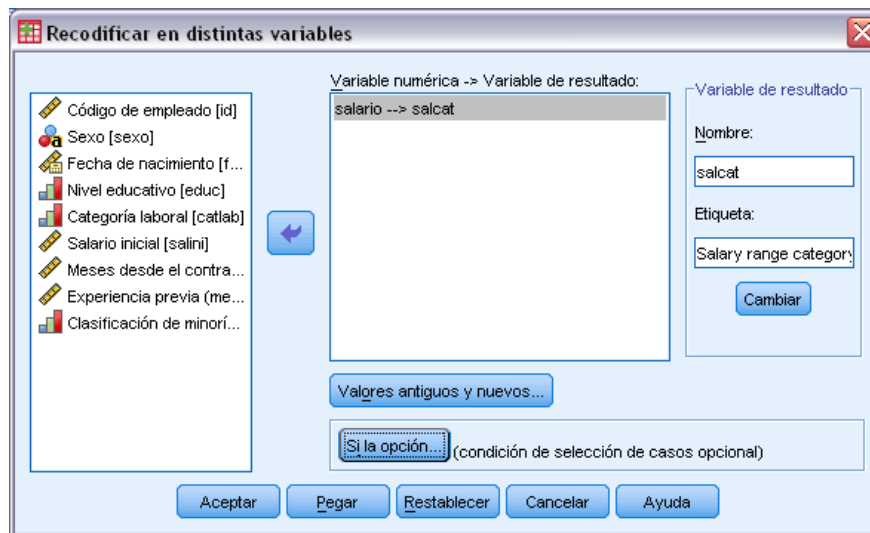 Recodificar en distintas variables
Variable numérica -> Variable de resultado:
Código de empleado [id]
Sexo [sexo]
Fecha de nacimiento [f...
Nivel educativo [educ]
Categoría laboral [catlab]
Salario inicial [salini]
Meses desde el contra...
Experiencia previa (me...
Clasificación de minorí...
salario --> salcat
Variable de resultado
Nombre:
salcat
Etiqueta:
Salary range category
Cambiar
Valores antiguos y nuevos...
Si la opción... (condición de selección de casos opcional)
Aceptar Pegar Restablecer Cancelar Ayuda